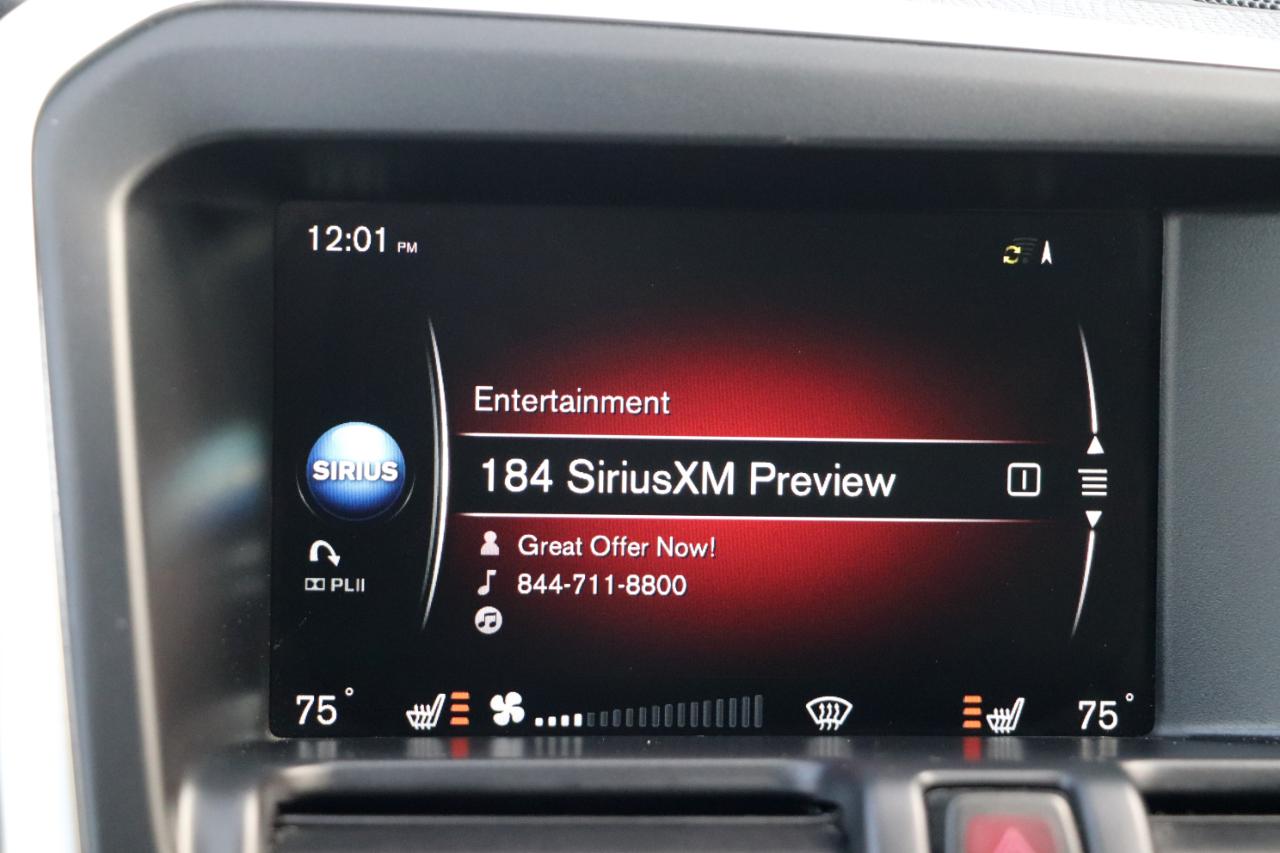 12:01 PM
Entertainment
SIRIUS
184 SiriusXM Preview
Great Offer Now!
PLII
844-711-8800
75°
75°